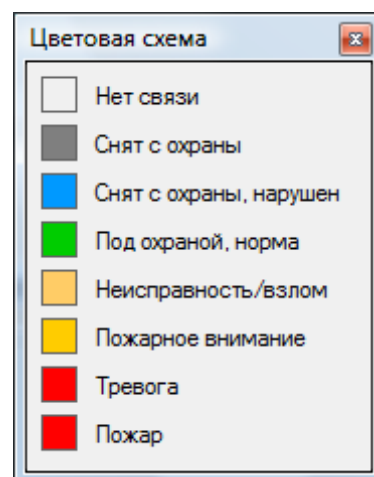 Цветовая схема
Нет связи
Снят с охраны
Снят с охраны, нарушен
Под охраной, норма
Неисправность/взлом
Пожарное внимание
Тревога
Пожар